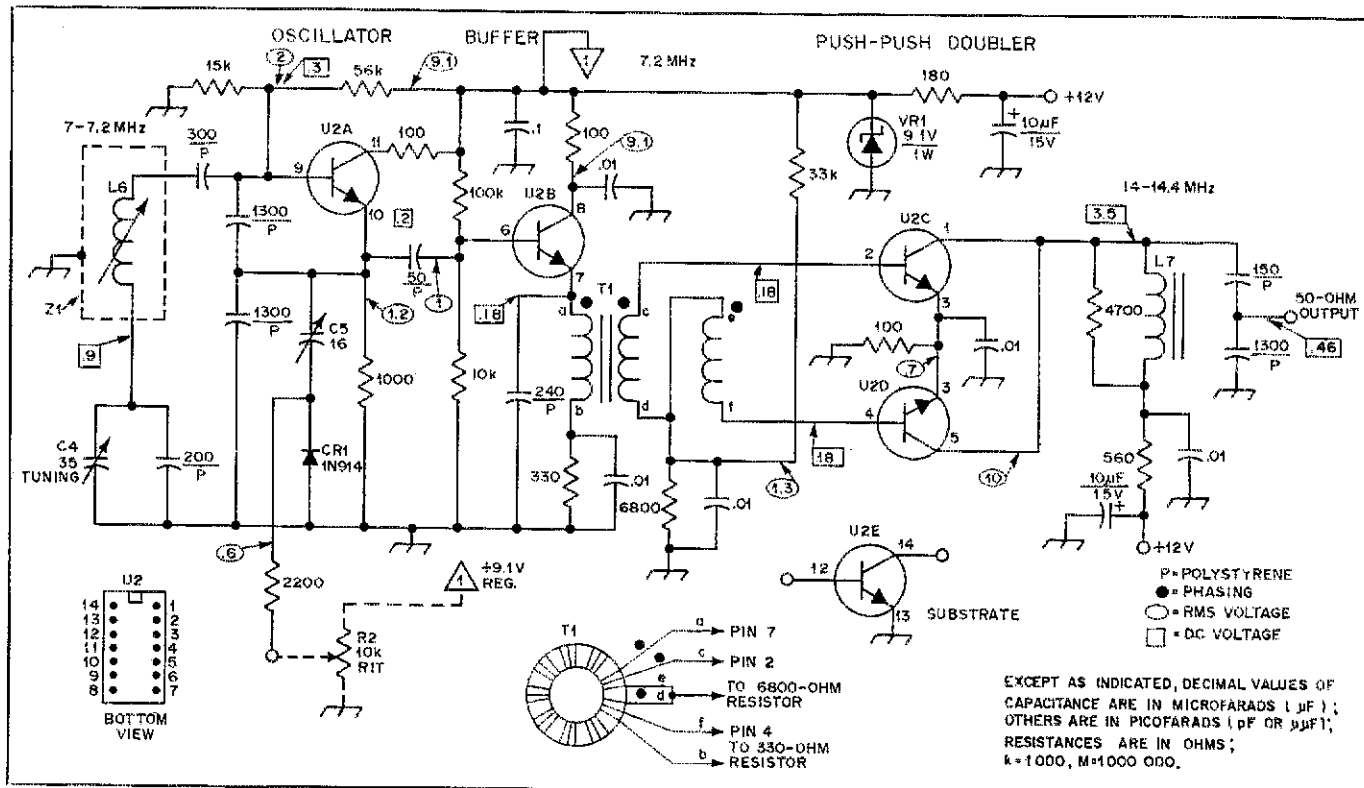 OSCILLATOR BUFFER PUSH-PUSH DOUBLER
15k
2
.3
56k
9.1
1
7.2 MHz
180
+12V
10µF
15V
VR1
9.1V
1W
7-7.2 MHz
300
P
U2A
11
100
9
10
.1
100
9.1
.01
33k
14-14.4 MHz
L6
Z1
1300
P
100k
.2
50
P
1
U2B
8
6
7
U2C
1
2
3
3.5
L7
4700
150
P
50-OHM
OUTPUT
1300
P
.46
1300
P
C5
16
1.2
1000
10k
.18
T1
a
b
c
d
e
f
.18
100
.01
.7
U2D
3
4
5
.9
240
P
.18
10
C4
35
TUNING
200
P
CR1
1N914
330
.01
6800
.01
1.3
560
.01
10µF
15V
+12V
.6
2200
U2
14 1
13 2
12 3
11 4
10 5
9 6
8 7
BOTTOM
VIEW
1
+9.1V
REG.
R2
10k
RIT
T1
a PIN 7
c PIN 2
e
d TO 6800-OHM
RESISTOR
f PIN 4
b TO 330-OHM
RESISTOR
U2E
14
12
13
SUBSTRATE
P=POLYSTYRENE
= PHASING
= RMS VOLTAGE
= DC VOLTAGE
EXCEPT AS INDICATED, DECIMAL VALUES OF
CAPACITANCE ARE IN MICROFARADS (µF);
OTHERS ARE IN PICOFARADS (pF OR µµF);
RESISTANCES ARE IN OHMS;
k=1000, M=1000 000.